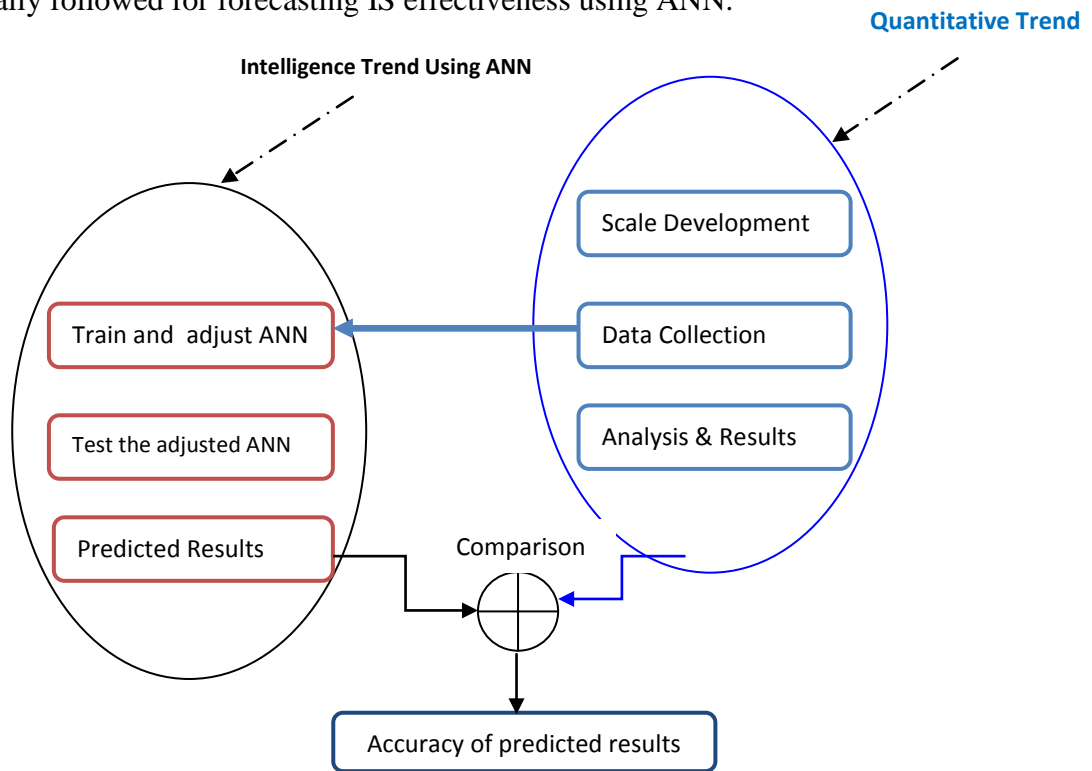 followed for forecasting IS effectiveness using ANN.
Quantitative Trend
Intelligence Trend Using ANN
Scale Development
Train and adjust ANN
Data Collection
Test the adjusted ANN
Analysis & Results
Predicted Results
Comparison
Accuracy of predicted results